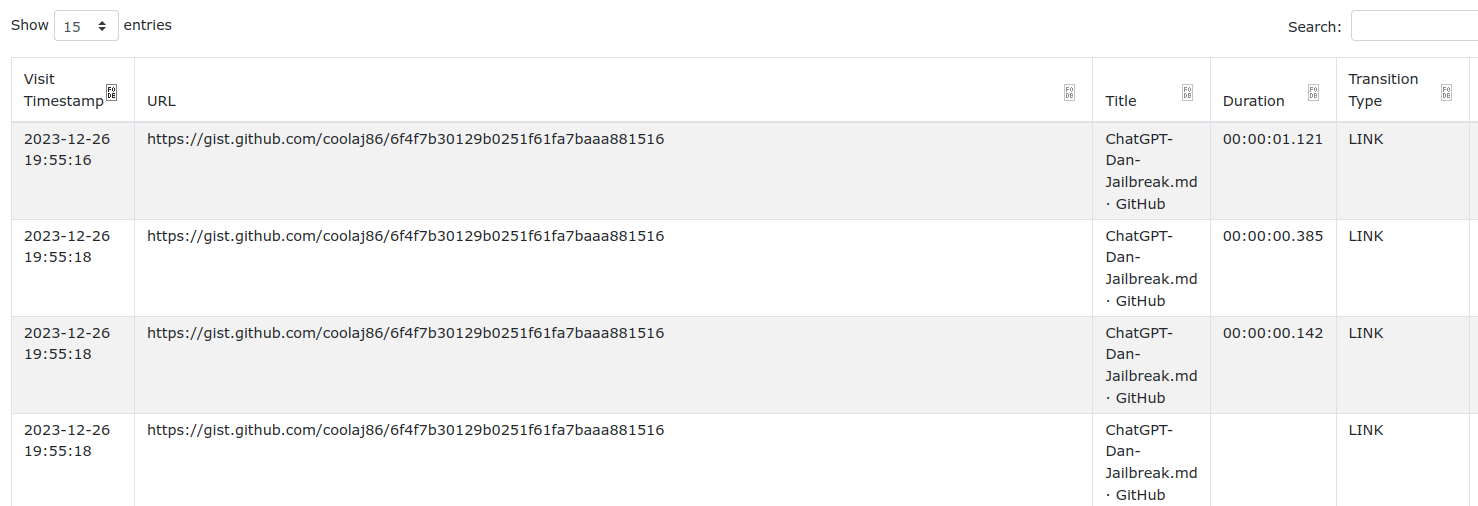 Show 15 entries
Search:
Visit Timestamp URL Title Duration Transition Type
2023-12-26 19:55:16 https://gist.github.com/coolaj86/6f4f7b30129b0251f61fa7baaa881516 ChatGPT-Dan-Jailbreak.md · GitHub 00:00:01.121 LINK
2023-12-26 19:55:18 https://gist.github.com/coolaj86/6f4f7b30129b0251f61fa7baaa881516 ChatGPT-Dan-Jailbreak.md · GitHub 00:00:00.385 LINK
2023-12-26 19:55:18 https://gist.github.com/coolaj86/6f4f7b30129b0251f61fa7baaa881516 ChatGPT-Dan-Jailbreak.md · GitHub 00:00:00.142 LINK
2023-12-26 19:55:18 https://gist.github.com/coolaj86/6f4f7b30129b0251f61fa7baaa881516 ChatGPT-Dan-Jailbreak.md · GitHub LINK